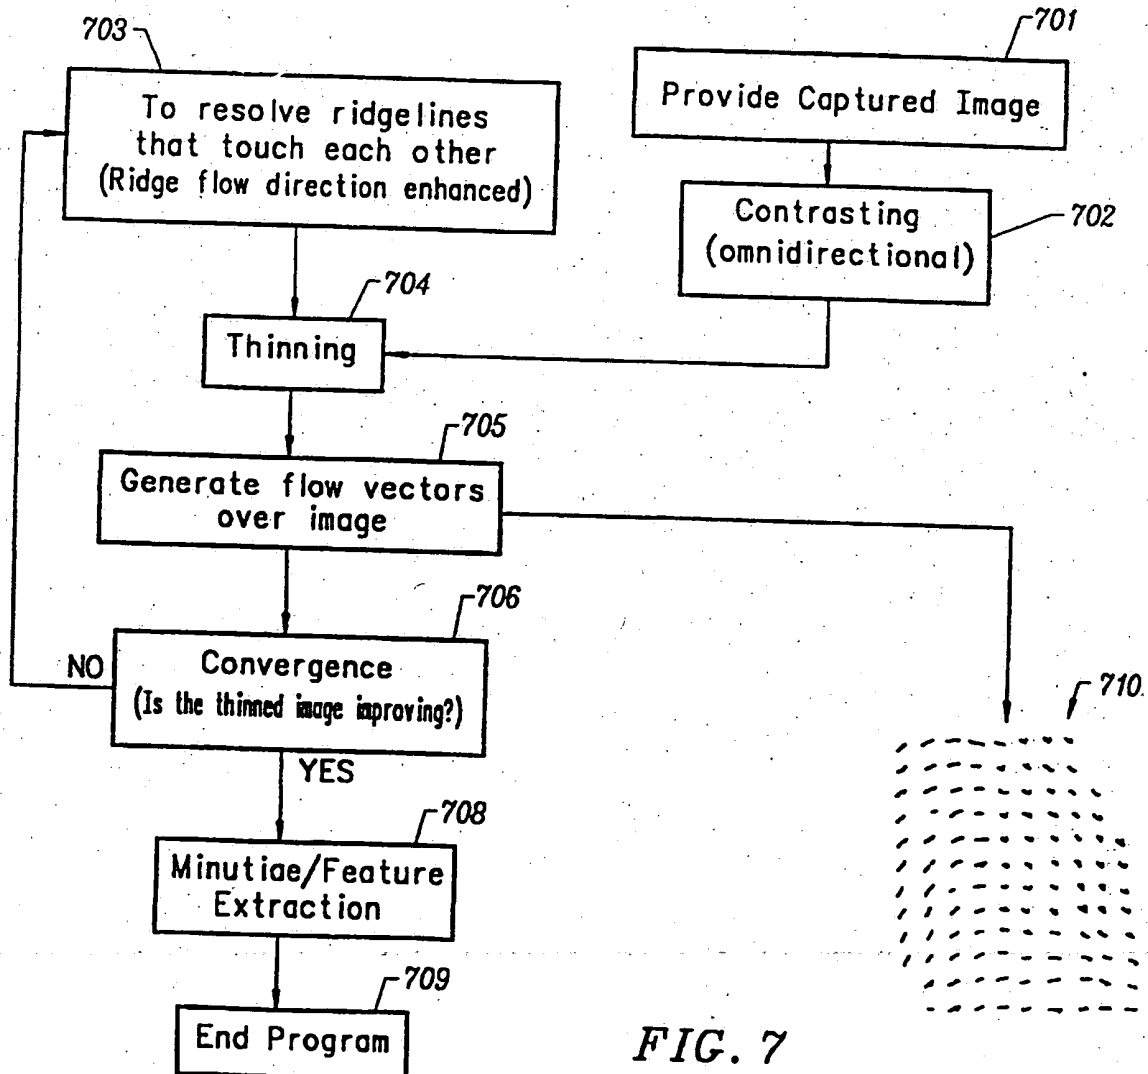 703
To resolve ridgelines
that touch each other
(Ridge flow direction enhanced)
701
Provide Captured Image
Contrasting
(omnidirectional)
702
704
Thinning
705
Generate flow vectors
over image
706
NO
Convergence
(Is the thinned image improving?)
YES
710
708
Minutiae/Feature
Extraction
709
End Program
FIG. 7